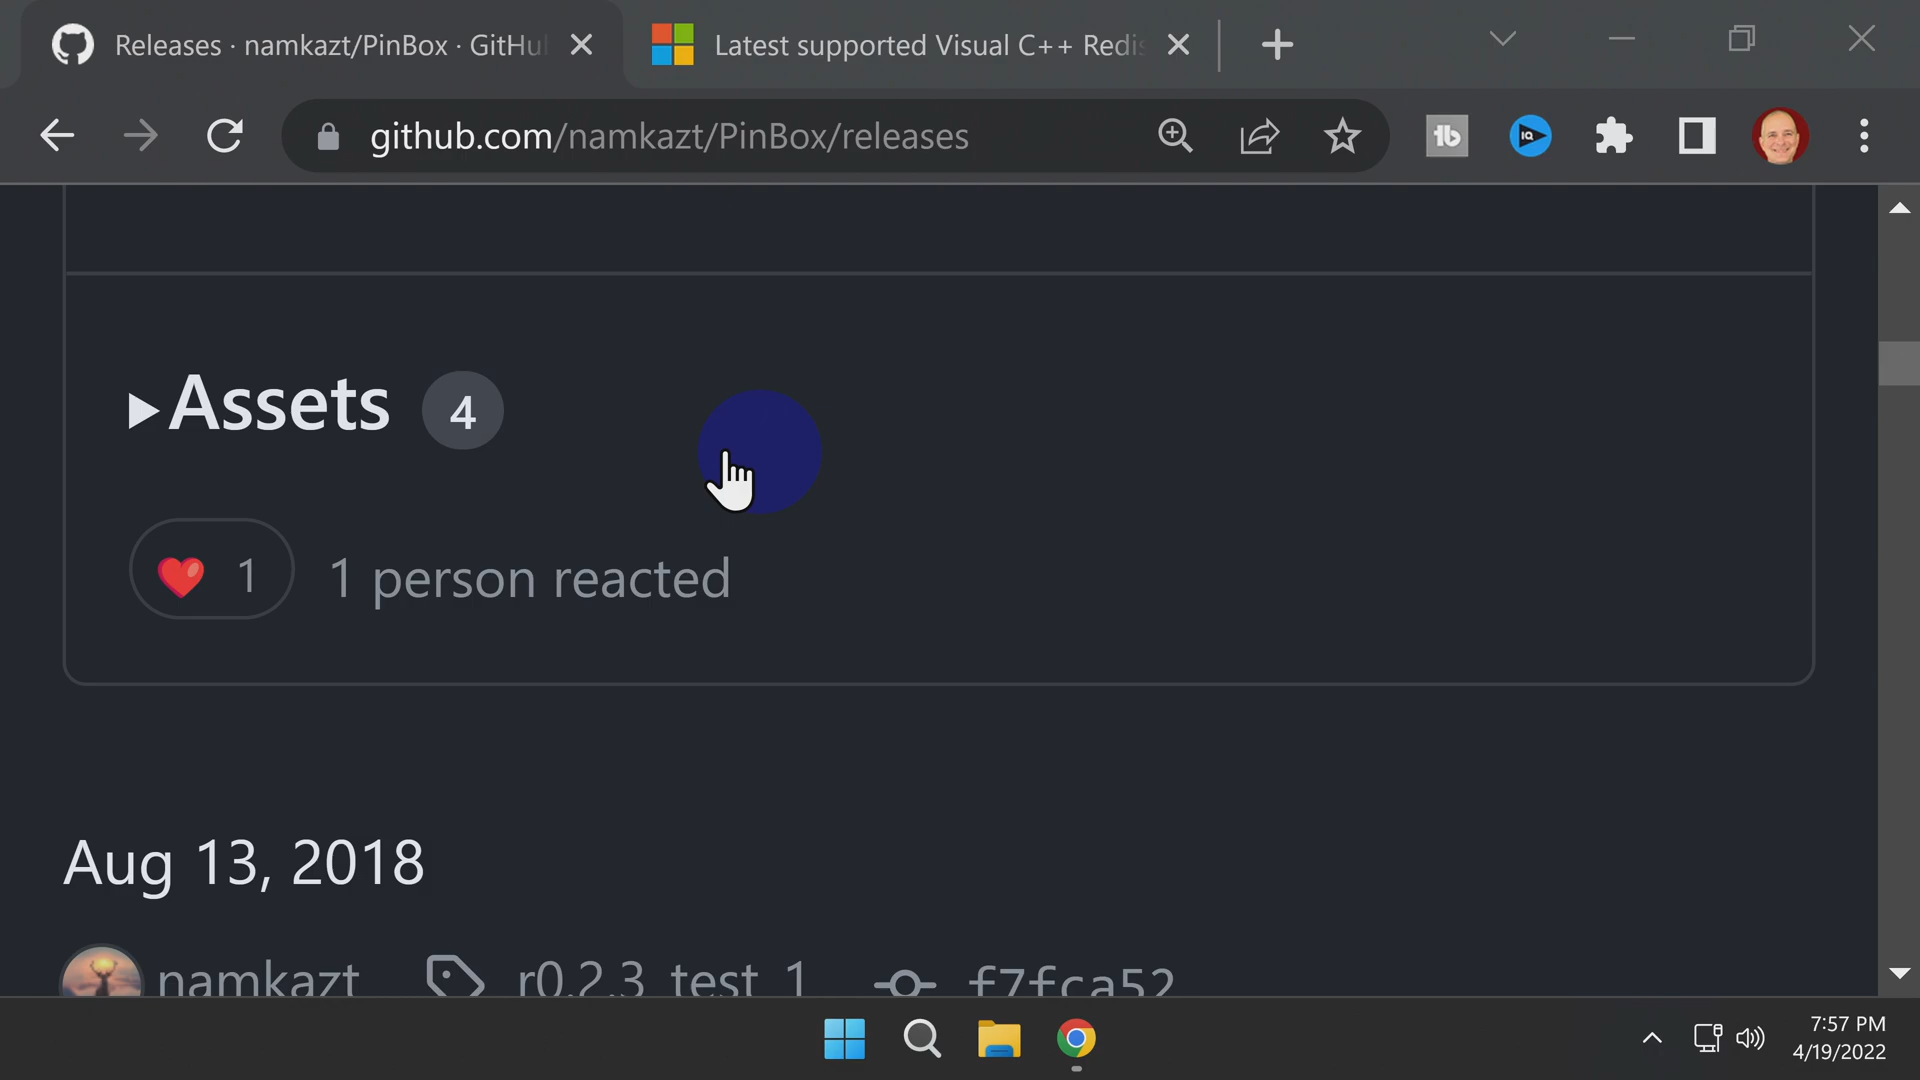 Releases · namkazt/PinBox · GitHu
Latest supported Visual C++ Redis
github.com/namkazt/PinBox/releases
Assets 4
1 1 person reacted
Aug 13, 2018
namkazt r0.2.3_test_1 f7fca52
7:57 PM
4/19/2022